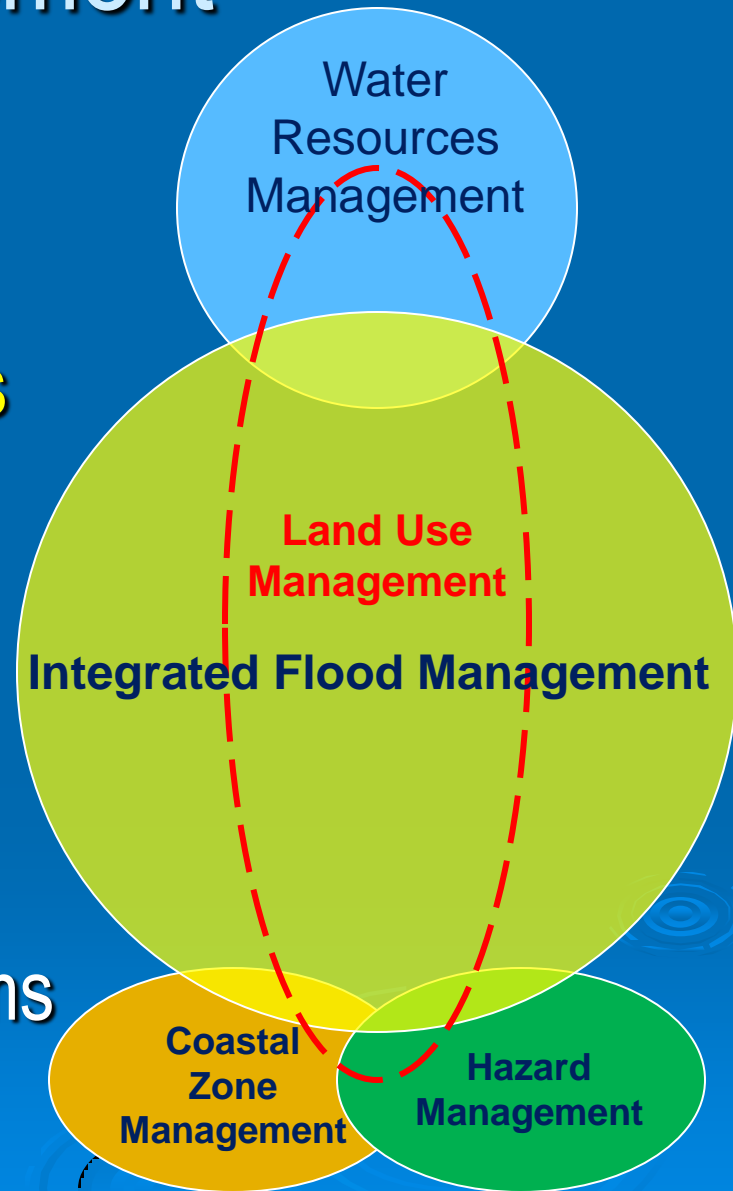 Water
Resources
Management
Land Use
Management
Integrated Flood Management
Coastal
Zone
Management
Hazard
Management